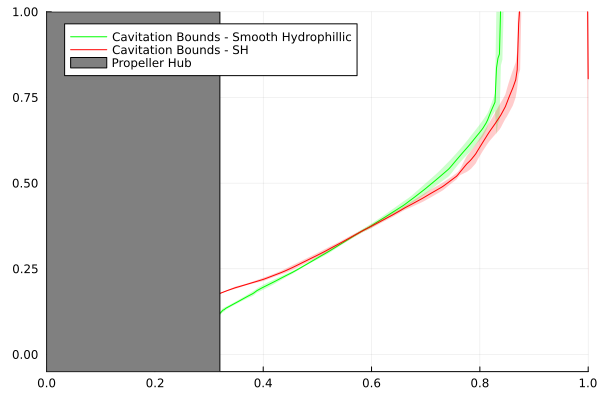 1.00
Cavitation Bounds - Smooth Hydrophillic
Cavitation Bounds - SH
Propeller Hub
0.75
0.50
0.25
0.00
0.0 0.2 0.4 0.6 0.8 1.0